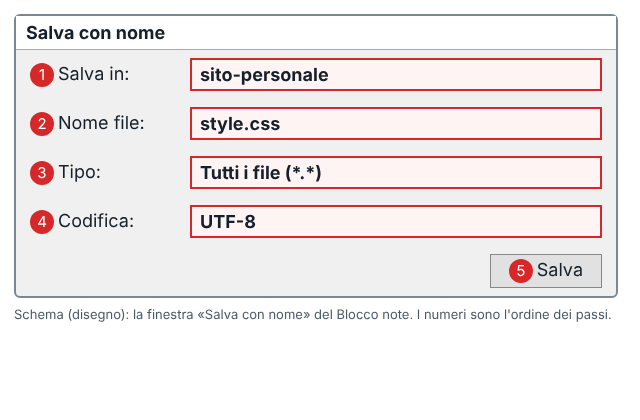 Salva con nome
1 Salva in: sito-personale
2 Nome file: style.css
3 Tipo: Tutti i file (*.*)
4 Codifica: UTF-8
5 Salva
Schema (disegno): la finestra «Salva con nome» del Blocco note. I numeri sono l'ordine dei passi.